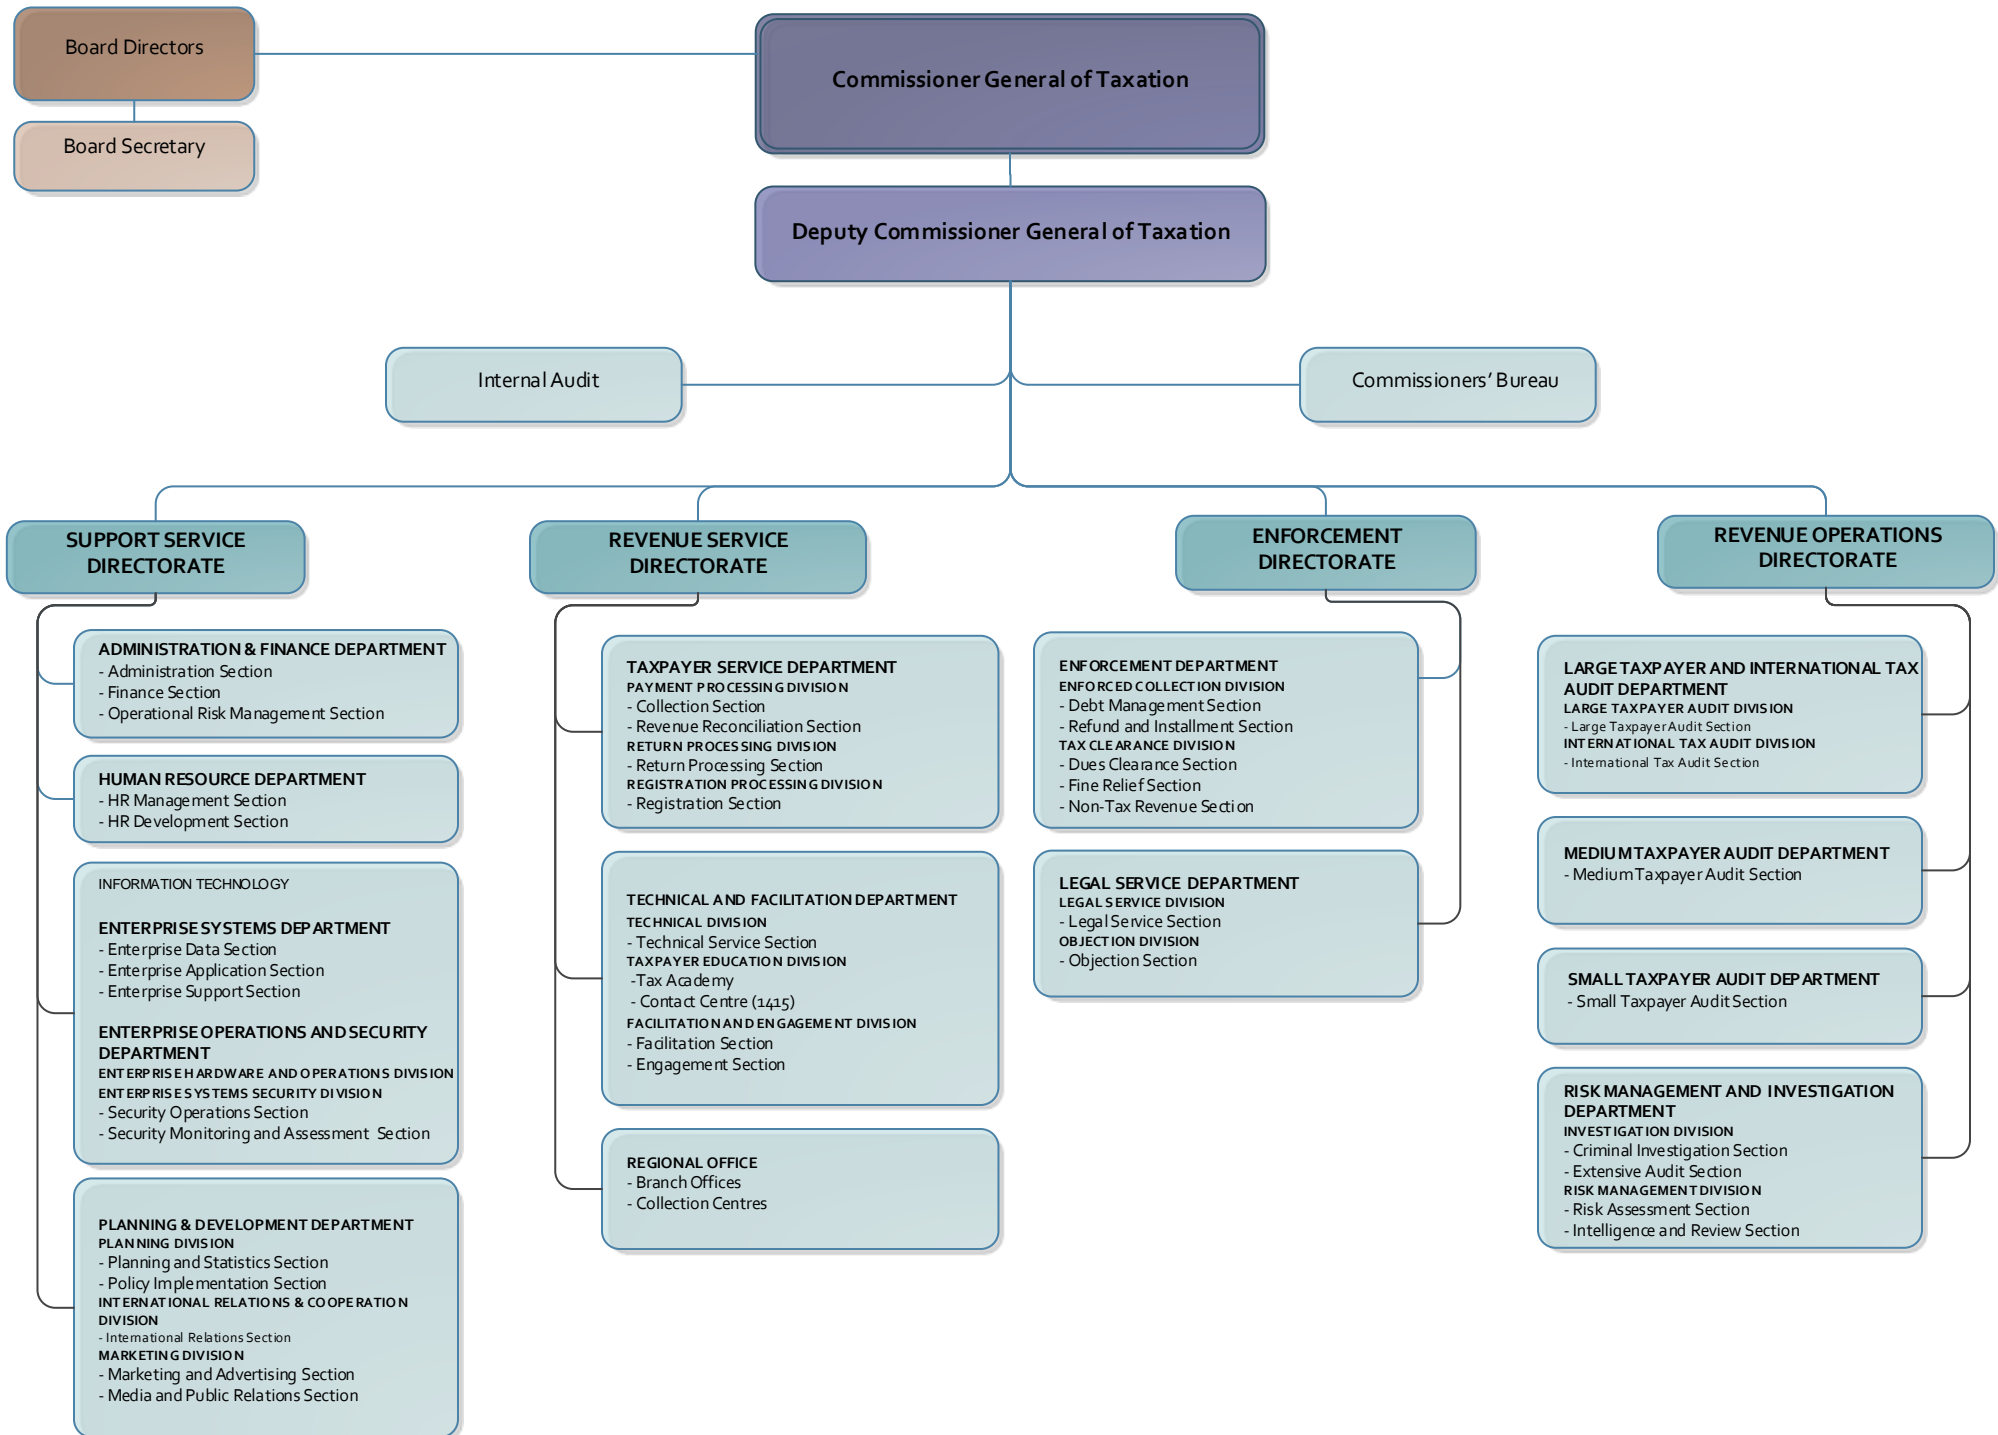 Board Directors
Board Secretary
Commissioner General of Taxation
Deputy Commissioner General of Taxation
Internal Audit
Commissioners’ Bureau
SUPPORT SERVICE
DIRECTORATE
ADMINISTRATION & FINANCE DEPARTMENT
- Administration Section
- Finance Section
- Operational Risk Management Section
HUMAN RESOURCE DEPARTMENT
- HR Management Section
- HR Development Section
INFORMATION TECHNOLOGY
ENTERPRISE SYSTEMS DEPARTMENT
- Enterprise Data Section
- Enterprise Application Section
- Enterprise Support Section
ENTERPRISE OPERATIONS AND SECURITY
DEPARTMENT
ENTERPRISE HARDWARE AND OPERATIONS DIVISION
ENTERPRISE SYSTEMS SECURITY DIVISION
- Security Operations Section
- Security Monitoring and Assessment Section
PLANNING & DEVELOPMENT DEPARTMENT
PLANNING DIVISION
- Planning and Statistics Section
- Policy Implementation Section
INTERNATIONAL RELATIONS & COOPERATION
DIVISION
- International Relations Section
MARKETING DIVISION
- Marketing and Advertising Section
- Media and Public Relations Section
REVENUE SERVICE
DIRECTORATE
TAXPAYER SERVICE DEPARTMENT
PAYMENT PROCESSING DIVISION
- Collection Section
- Revenue Reconciliation Section
RETURN PROCESSING DIVISION
- Return Processing Section
REGISTRATION PROCESSING DIVISION
- Registration Section
TECHNICAL AND FACILITATION DEPARTMENT
TECHNICAL DIVISION
- Technical Service Section
TAXPAYER EDUCATION DIVISION
-Tax Academy
- Contact Centre (1415)
FACILITATION AND ENGAGEMENT DIVISION
- Facilitation Section
- Engagement Section
REGIONAL OFFICE
- Branch Offices
- Collection Centres
ENFORCEMENT
DIRECTORATE
ENFORCEMENT DEPARTMENT
ENFORCED COLLECTION DIVISION
- Debt Management Section
- Refund and Installment Section
TAX CLEARANCE DIVISION
- Dues Clearance Section
- Fine Relief Section
- Non-Tax Revenue Section
LEGAL SERVICE DEPARTMENT
LEGAL SERVICE DIVISION
- Legal Service Section
OBJECTION DIVISION
- Objection Section
REVENUE OPERATIONS
DIRECTORATE
LARGE TAXPAYER AND INTERNATIONAL TAX
AUDIT DEPARTMENT
LARGE TAXPAYER AUDIT DIVISION
- Large Taxpayer Audit Section
INTERNATIONAL TAX AUDIT DIVISION
- International Tax Audit Section
MEDIUM TAXPAYER AUDIT DEPARTMENT
- Medium Taxpayer Audit Section
SMALL TAXPAYER AUDIT DEPARTMENT
- Small Taxpayer Audit Section
RISK MANAGEMENT AND INVESTIGATION
DEPARTMENT
INVESTIGATION DIVISION
- Criminal Investigation Section
- Extensive Audit Section
RISK MANAGEMENT DIVISION
- Risk Assessment Section
- Intelligence and Review Section